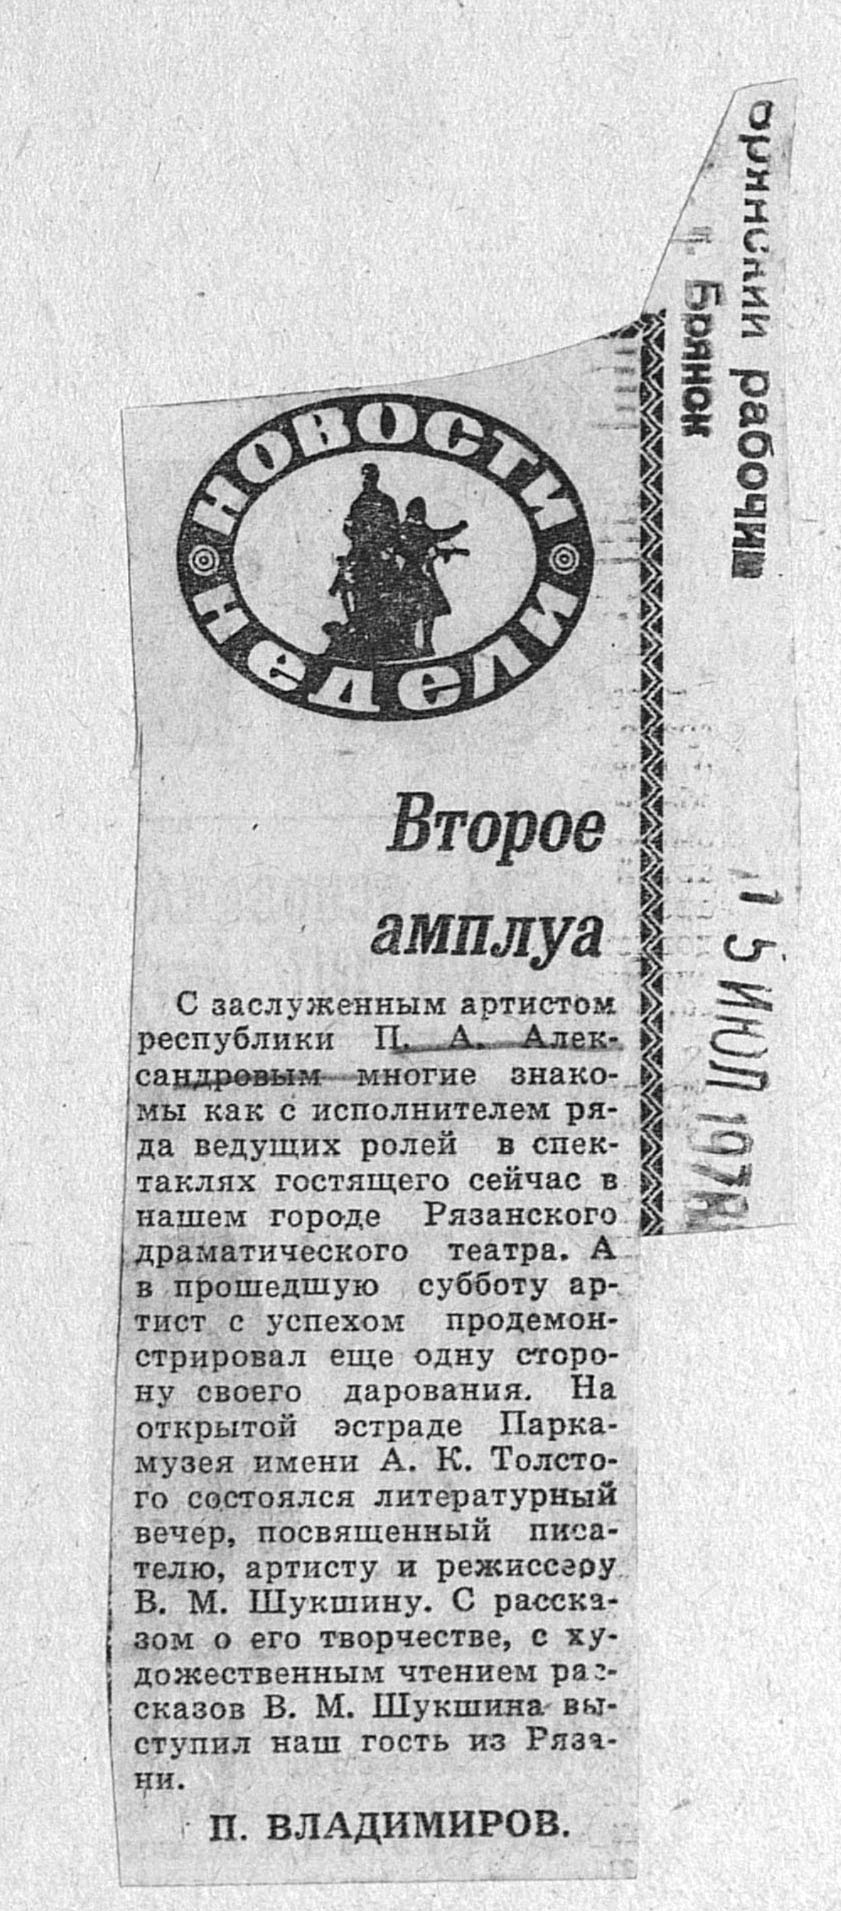 рабочий
г. Брянск
15 ИЮЛ 1978
НОВОСТИ
НЕДЕЛИ
Второе
амплуа
С заслуженным артистом
республики П. А. Алек-
сандровым многие знако-
мы как с исполнителем ря-
да ведущих ролей в спек-
таклях гостящего сейчас в
нашем городе Рязанского
драматического театра. А
в прошедшую субботу ар-
тист с успехом продемон-
стрировал еще одну сторо-
ну своего дарования. На
открытой эстраде Парка-
музея имени А. К. Толсто-
го состоялся литературный
вечер, посвященный писа-
телю, артисту и режиссеру
В. М. Шукшину. С расска-
зом о его творчестве, с ху-
дожественным чтением рас-
сказов В. М. Шукшина вы-
ступил наш гость из Ряза-
ни.
П. ВЛАДИМИРОВ.